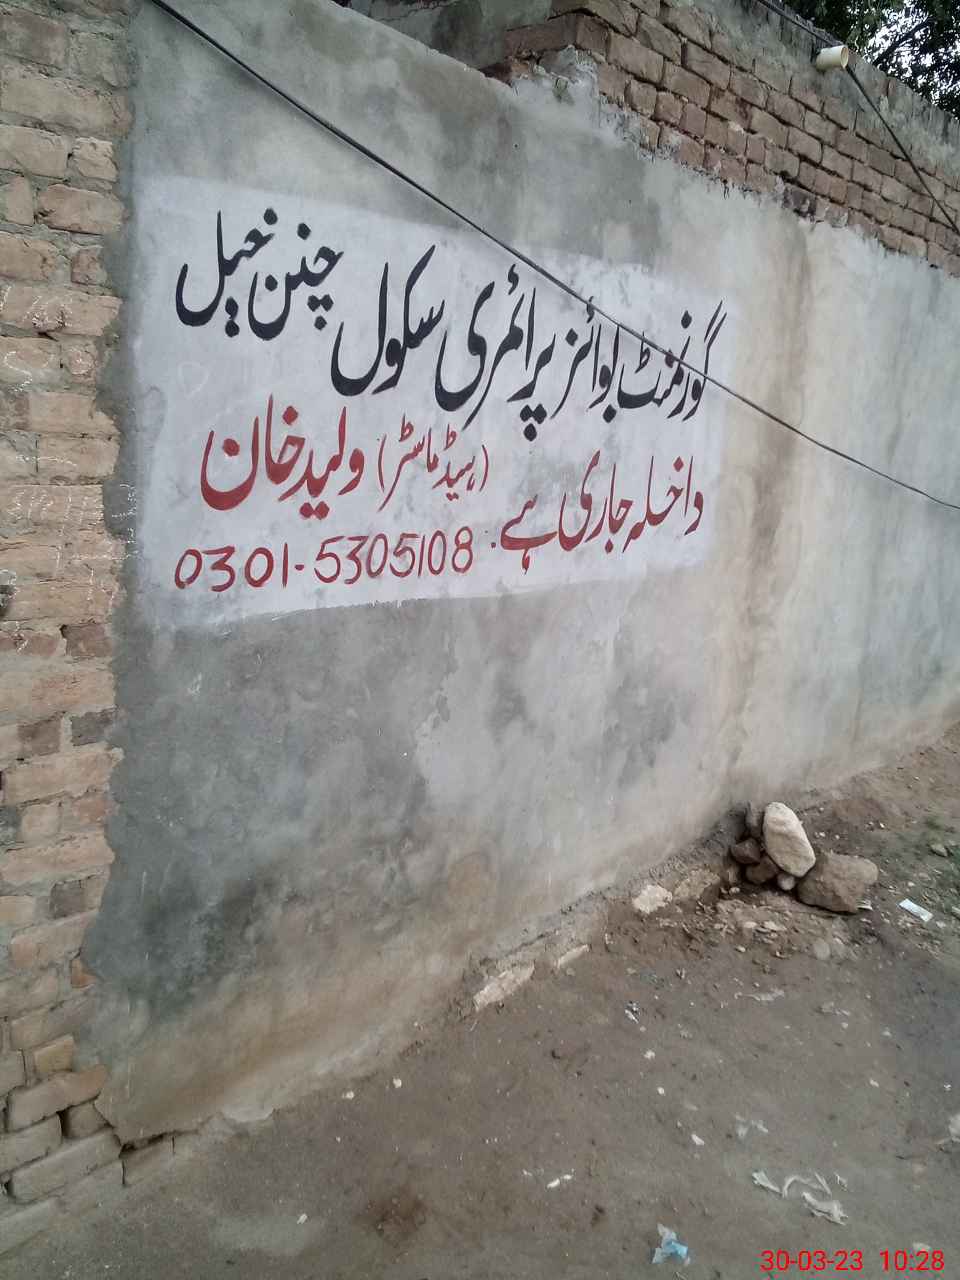 گورنمنٹ بوائز پرائمری سکول چنن خیل
داخلہ جاری ہے۔ (ہیڈ ماسٹر) ولید خان
0301-5305108
30-03-23 10:28